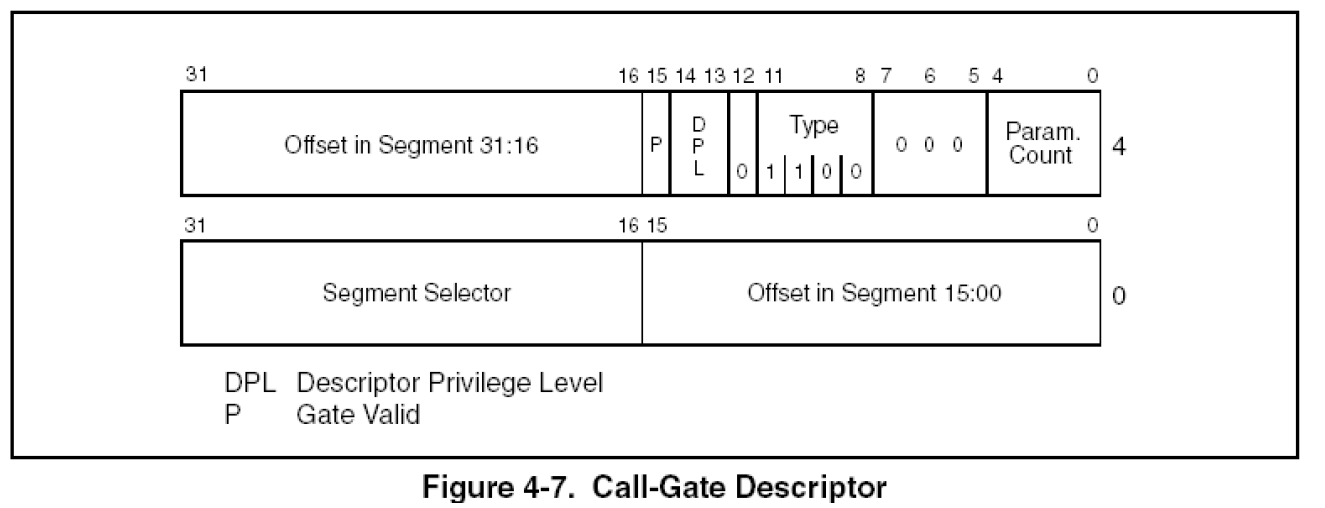 31 16 15 14 13 12 11 8 7 6 5 4 0
Offset in Segment 31:16 P DPL 0 Type 1 1 0 0 0 0 0 Param. Count 4
31 16 15 0
Segment Selector Offset in Segment 15:00 0
DPL Descriptor Privilege Level
P Gate Valid
Figure 4-7. Call-Gate Descriptor